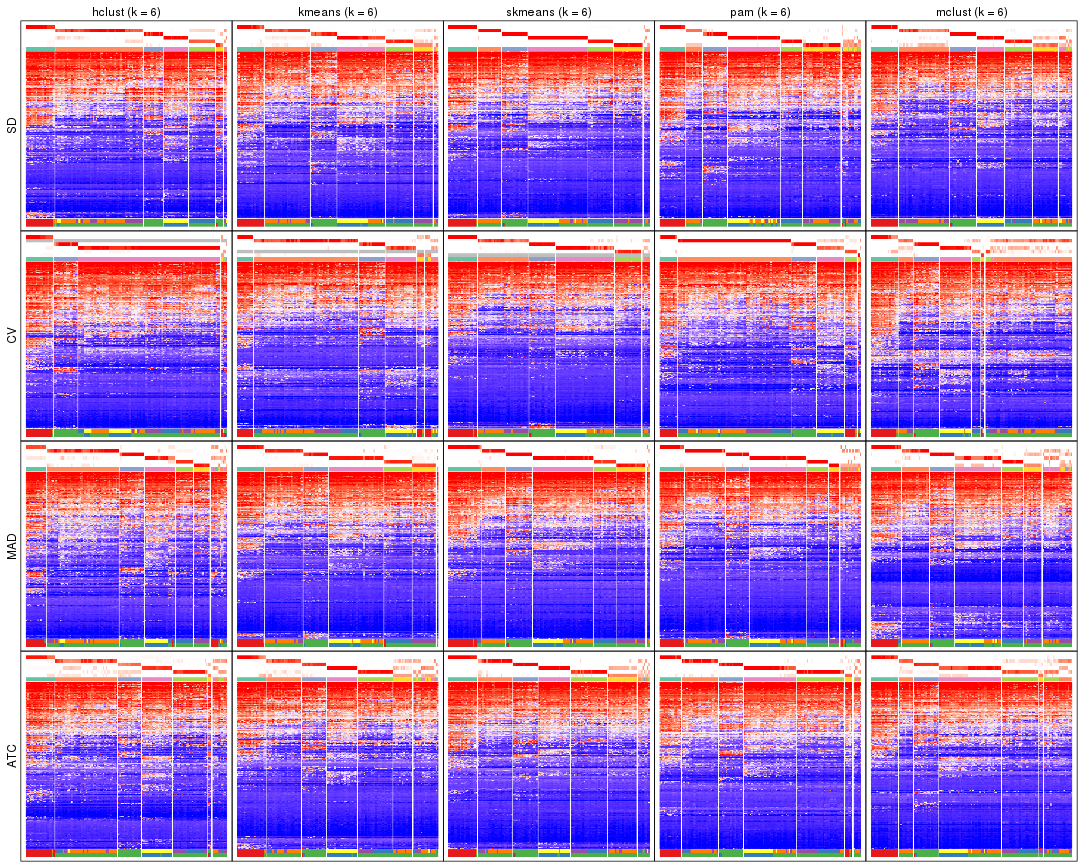 hclust (k = 6) kmeans (k = 6) skmeans (k = 6) pam (k = 6) mclust (k = 6)
SD
CV
MAD
ATC